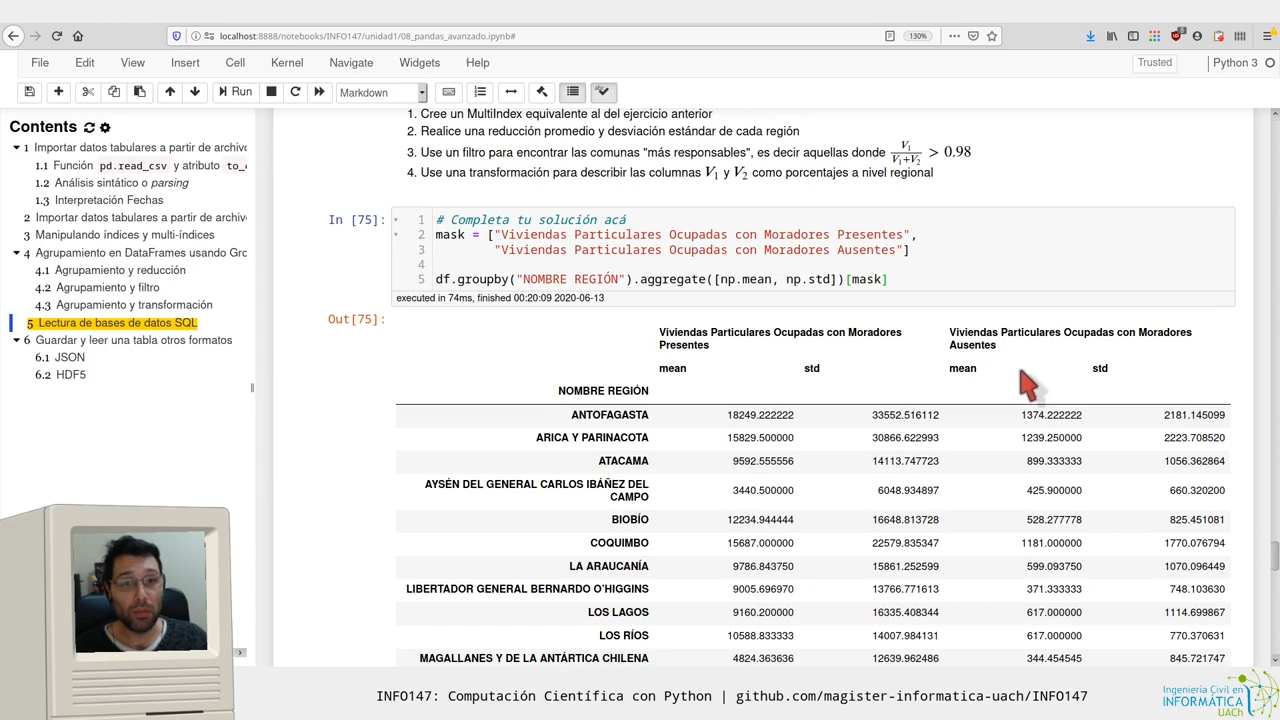 localhost:8888/notebooks/INFO147/unidad1/08_pandas_avanzado.ipynb#
130%
File Edit View Insert Cell Kernel Navigate Widgets Help
Trusted
Python 3
Run
Markdown
Contents
1 Importar datos tabulares a partir de archivo
1.1 Función pd.read_csv y atributo to_c
1.2 Análisis sintático o parsing
1.3 Interpretación Fechas
2 Importar datos tabulares a partir de archivo
3 Manipulando índices y multi-índices
4 Agrupamiento en DataFrames usando Gro
4.1 Agrupamiento y reducción
4.2 Agrupamiento y filtro
4.3 Agrupamiento y transformación
5 Lectura de bases de datos SQL
6 Guardar y leer una tabla otros formatos
6.1 JSON
6.2 HDF5
1. Cree un MultiIndex equivalente al del ejercicio anterior
2. Realice una reducción promedio y desviación estándar de cada región
3. Use un filtro para encontrar las comunas "más responsables", es decir aquellas donde V1/(V1+V2) > 0.98
4. Use una transformación para describir las columnas V1 y V2 como porcentajes a nivel regional
In [75]:
1 # Completa tu solución acá
2 mask = ["Viviendas Particulares Ocupadas con Moradores Presentes",
3 "Viviendas Particulares Ocupadas con Moradores Ausentes"]
4
5 df.groupby("NOMBRE REGIÓN").aggregate([np.mean, np.std])[mask]
executed in 74ms, finished 00:20:09 2020-06-13
Out[75]:
Viviendas Particulares Ocupadas con Moradores Presentes
Viviendas Particulares Ocupadas con Moradores Ausentes
mean std mean std
NOMBRE REGIÓN
ANTOFAGASTA 18249.222222 33552.516112 1374.222222 2181.145099
ARICA Y PARINACOTA 15829.500000 30866.622993 1239.250000 2223.708520
ATACAMA 9592.555556 14113.747723 899.333333 1056.362864
AYSÉN DEL GENERAL CARLOS IBÁÑEZ DEL CAMPO 3440.500000 6048.934897 425.900000 660.320200
BIOBÍO 12234.944444 16648.813728 528.277778 825.451081
COQUIMBO 15687.000000 22579.835347 1181.000000 1770.076794
LA ARAUCANÍA 9786.843750 15861.252599 599.093750 1070.096449
LIBERTADOR GENERAL BERNARDO O'HIGGINS 9005.696970 13766.771613 371.333333 748.103630
LOS LAGOS 9160.200000 16335.408344 617.000000 1114.699867
LOS RÍOS 10588.833333 14007.984131 617.000000 770.370631
MAGALLANES Y DE LA ANTÁRTICA CHILENA 4824.363636 12639.962486 344.454545 845.721747
INFO147: Computación Científica con Python | github.com/magister-informatica-uach/INFO147
Ingeniería Civil en
INFORMÁTICA
UACh